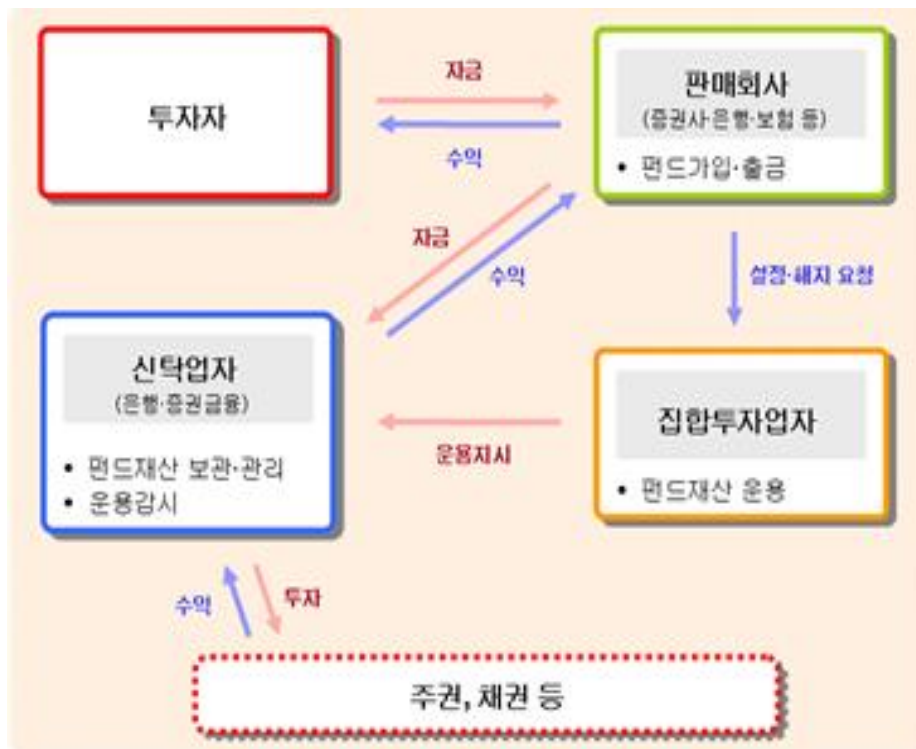 투자자
자금
수익
판매회사
(증권사·은행·보험 등)
• 펀드가입·출금
자금
수익
설정·해지 요청
신탁업자
(은행·증권금융)
• 펀드재산 보관·관리
• 운용감시
운용지시
집합투자업자
• 펀드재산 운용
수익
투자
주권, 채권 등